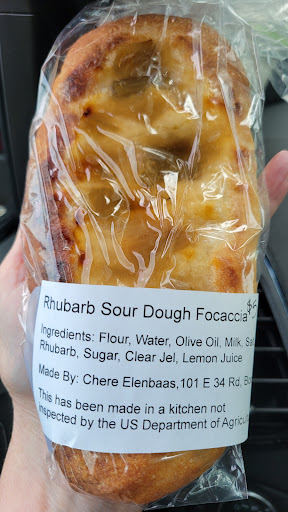 Rhubarb Sour Dough Focaccia
Ingredients: Flour, Water, Olive Oil, Milk,
Rhubarb, Sugar, Clear Jel, Lemon Juice
Made By: Chere Elenbaas,101 E 34 Rd,
This has been made in a kitchen not
inspected by the US Department of